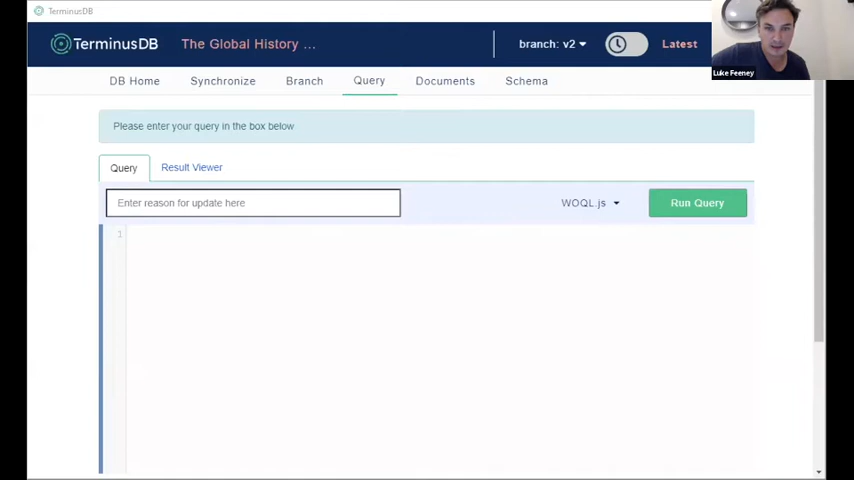 TerminusDB
TerminusDB
The Global History ...
branch: v2
Latest
Luke Feeney
DB Home
Synchronize
Branch
Query
Documents
Schema
Please enter your query in the box below
Query
Result Viewer
Enter reason for update here
WOQL.js
Run Query
1